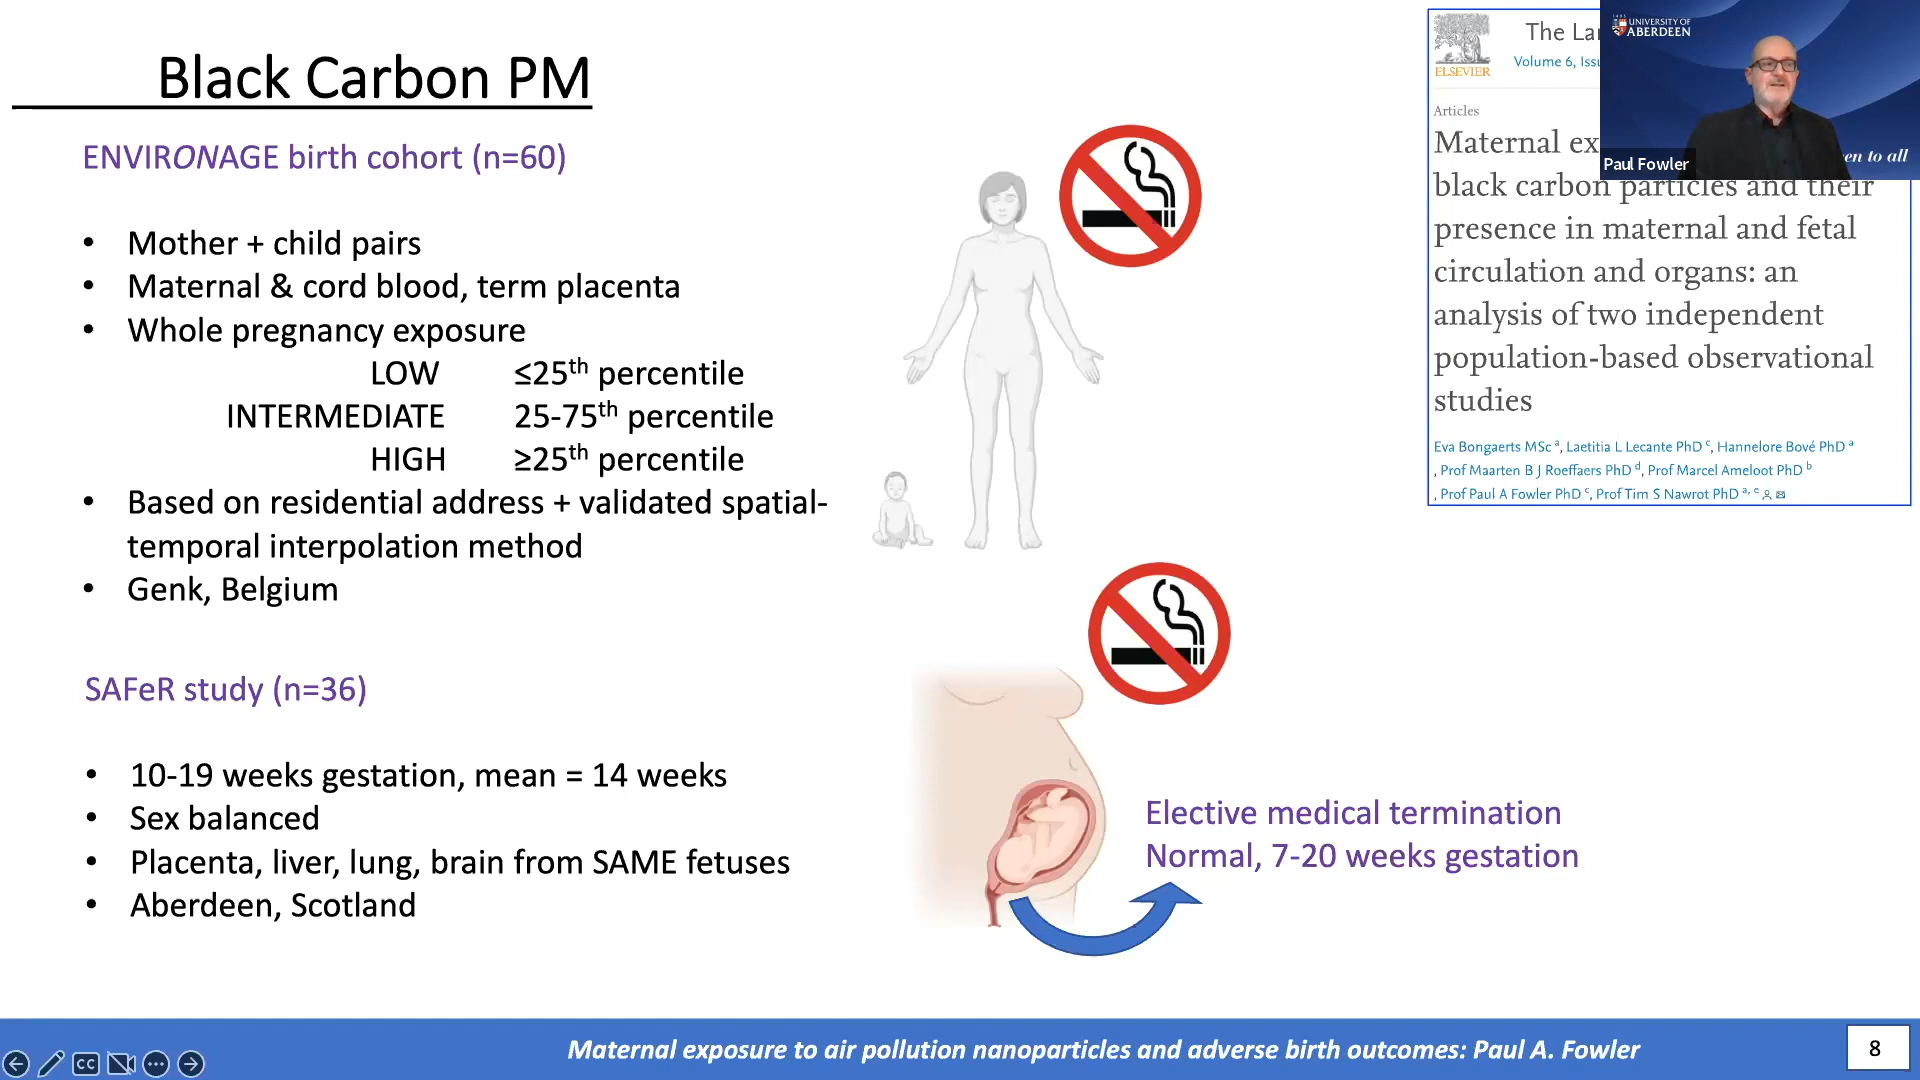 Black Carbon PM
ENVIRONAGE birth cohort (n=60)
• Mother + child pairs
• Maternal & cord blood, term placenta
• Whole pregnancy exposure
LOW ≤25th percentile
INTERMEDIATE 25-75th percentile
HIGH ≥25th percentile
• Based on residential address + validated spatial-
temporal interpolation method
• Genk, Belgium
SAFeR study (n=36)
• 10-19 weeks gestation, mean = 14 weeks
• Sex balanced
• Placenta, liver, lung, brain from SAME fetuses
• Aberdeen, Scotland
Elective medical termination
Normal, 7-20 weeks gestation
ELSEVIER
The
Volume 6,
Articles
Maternal
black carbon particles and their
presence in maternal and fetal
circulation and organs: an
analysis of two independent
population-based observational
studies
Eva Bongaerts MSc a, Laetitia L Lecante PhD c, Hannelore Bové PhD a
, Prof Maarten B J Roeffaers PhD d, Prof Marcel Ameloot PhD b
, Prof Paul A Fowler PhD c, Prof Tim S Nawrot PhD a, e
1495
UNIVERSITY OF
ABERDEEN
to all
Paul Fowler
CC
Maternal exposure to air pollution nanoparticles and adverse birth outcomes: Paul A. Fowler
8